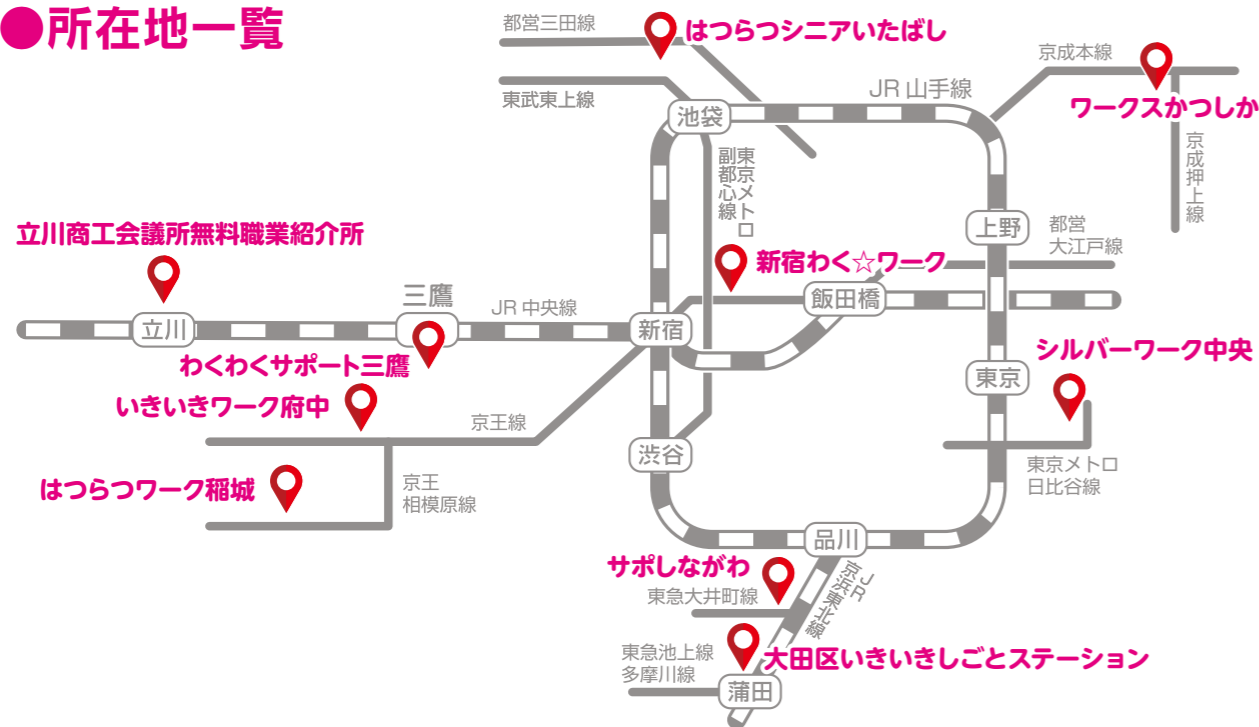 ●所在地一覧
都営三田線
はつらつシニアいたばし
京成本線
東武東上線
JR 山手線
ワークスかつしか
池袋
京成押上線
東京メトロ
副都心線
立川商工会議所無料職業紹介所
上野
都営
大江戸線
新宿わく☆ワーク
三鷹
JR 中央線
飯田橋
立川
新宿
わくわくサポート三鷹
シルバーワーク中央
東京
いきいきワーク府中
京王線
渋谷
東京メトロ
日比谷線
はつらつワーク稲城
京王
相模原線
品川
サポしながわ
JR
京浜東北線
東急大井町線
東急池上線
多摩川線
大田区いきいきしごとステーション
蒲田